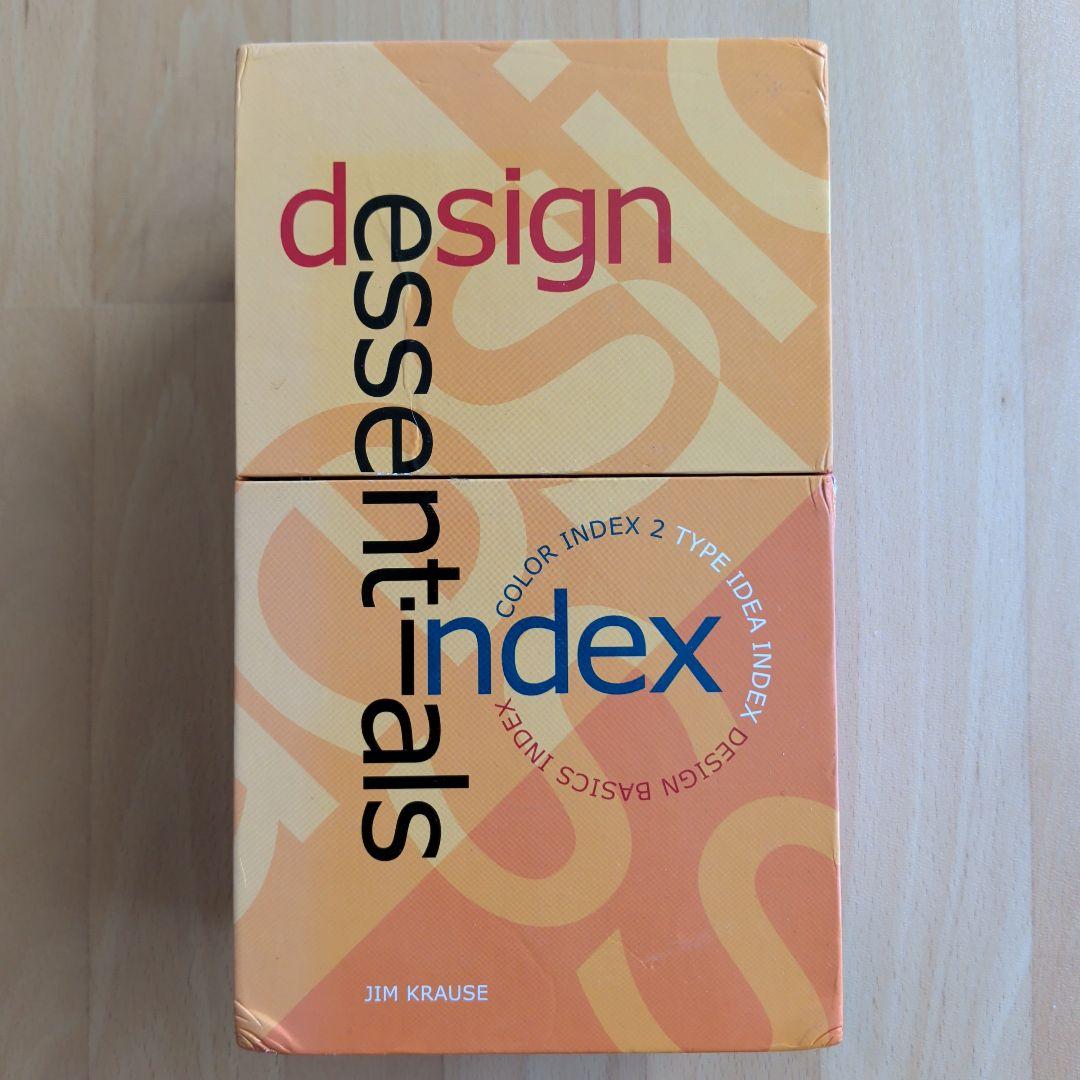 design
essentials
index
COLOR INDEX 2 TYPE IDEA INDEX DESIGN BASICS INDEX
JIM KRAUSE